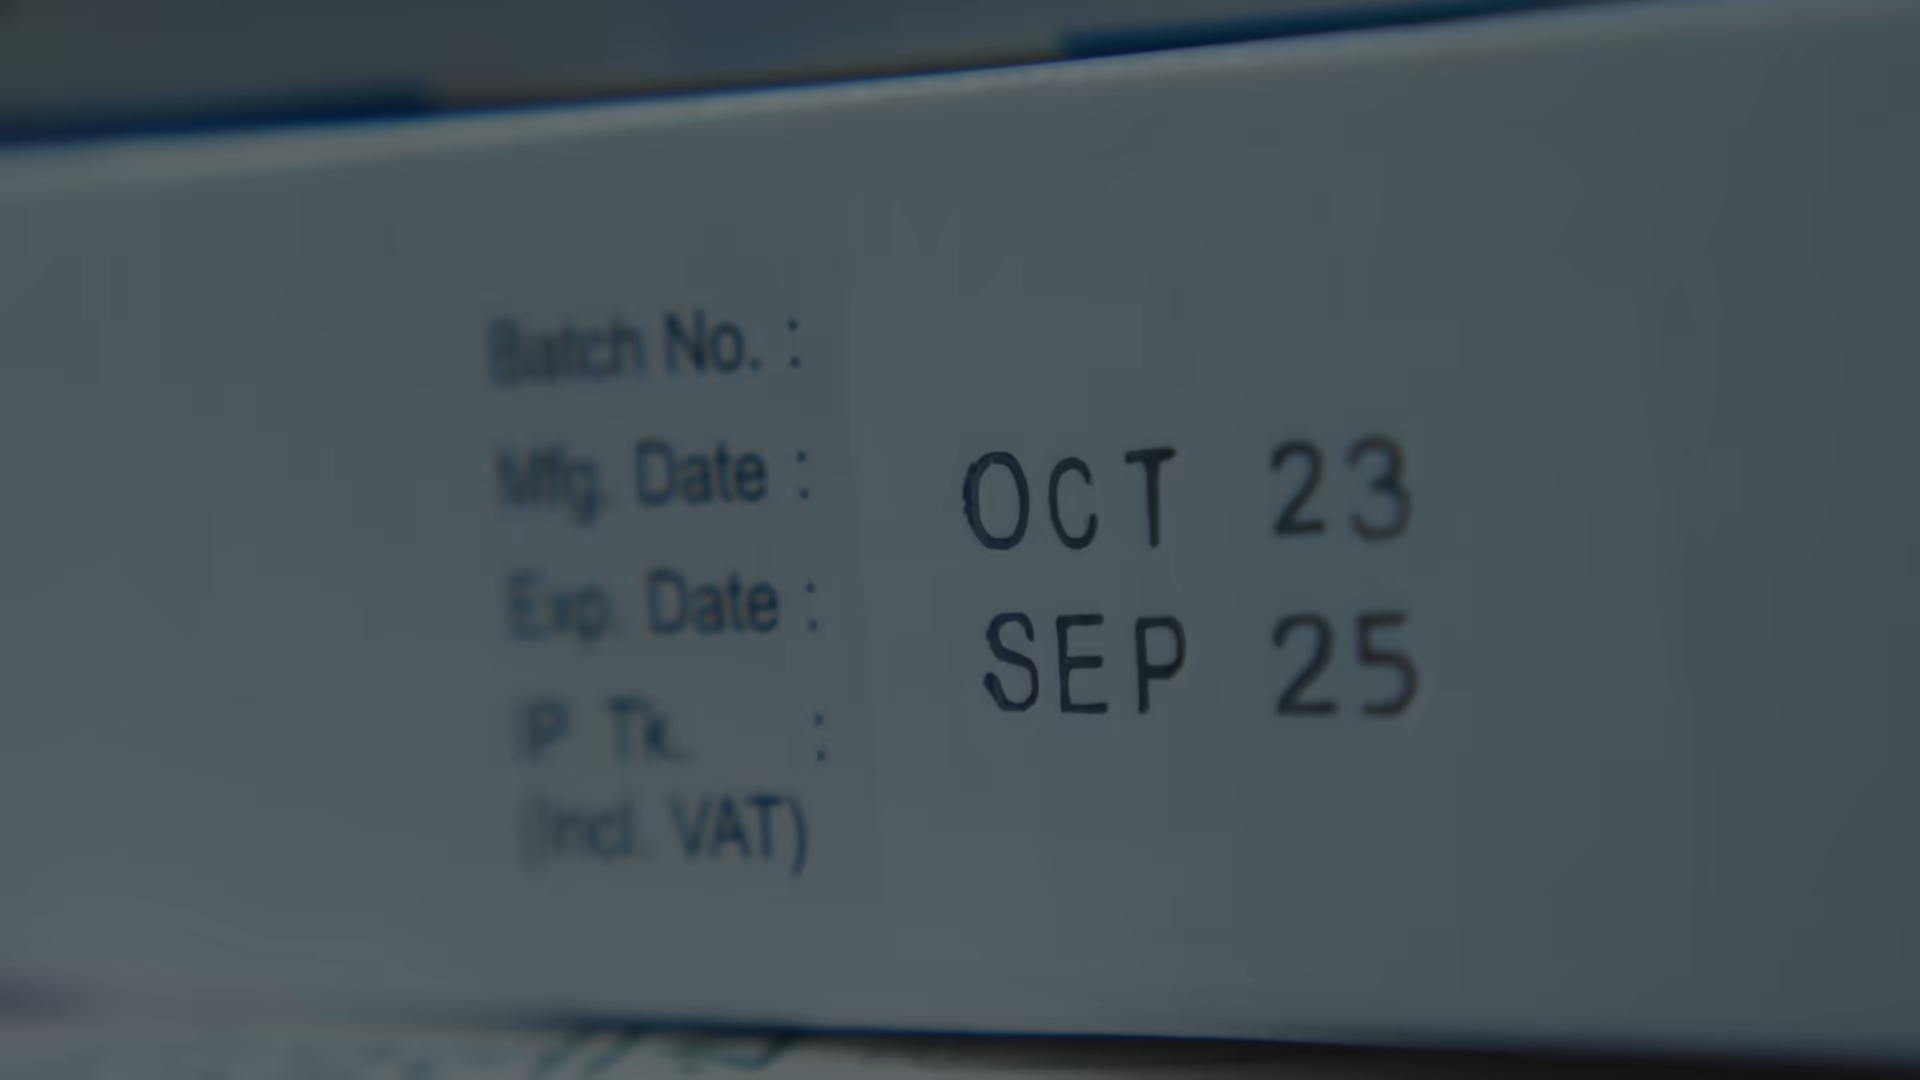 Batch No. :
Mfg. Date : OCT 23
Exp. Date : SEP 25
IP Tk. :
(Incl. VAT)